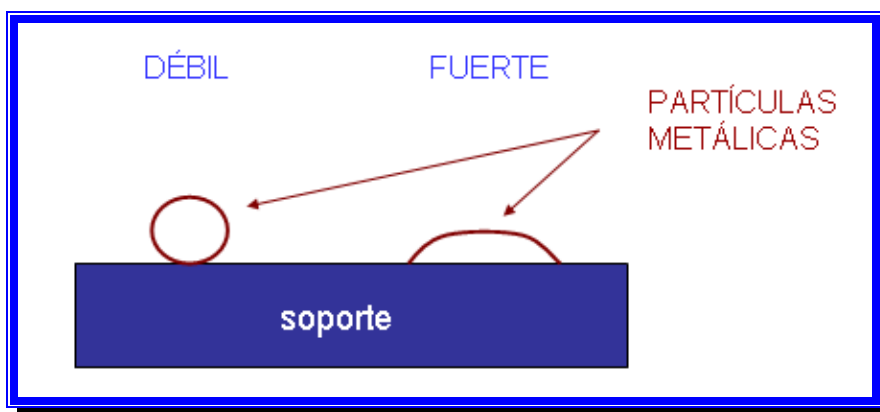 DÉBIL
FUERTE
PARTÍCULAS
METÁLICAS
soporte